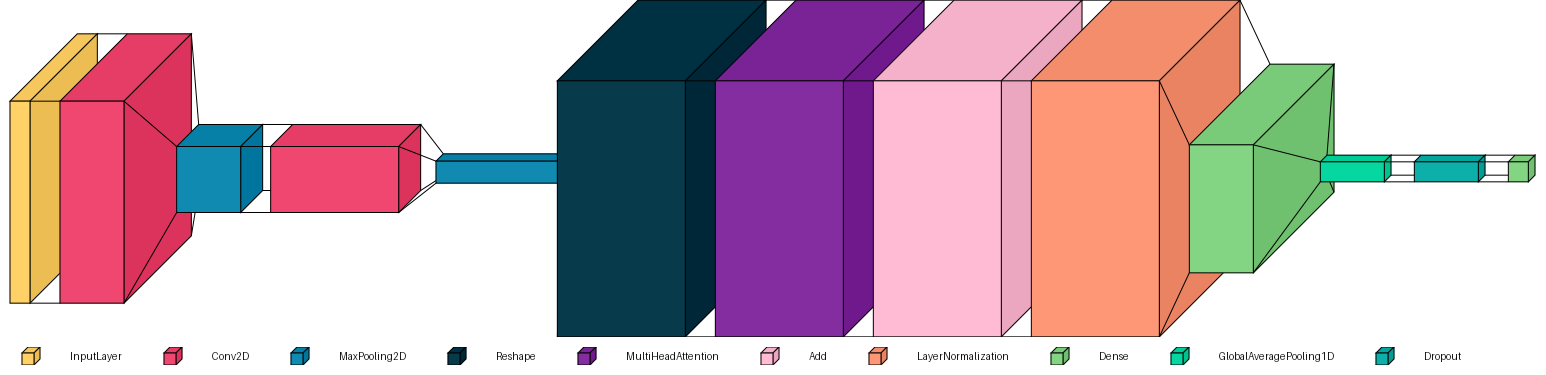 InputLayer Conv2D MaxPooling2D Reshape MultiHeadAttention Add LayerNormalization Dense GlobalAveragePooling1D Dropout